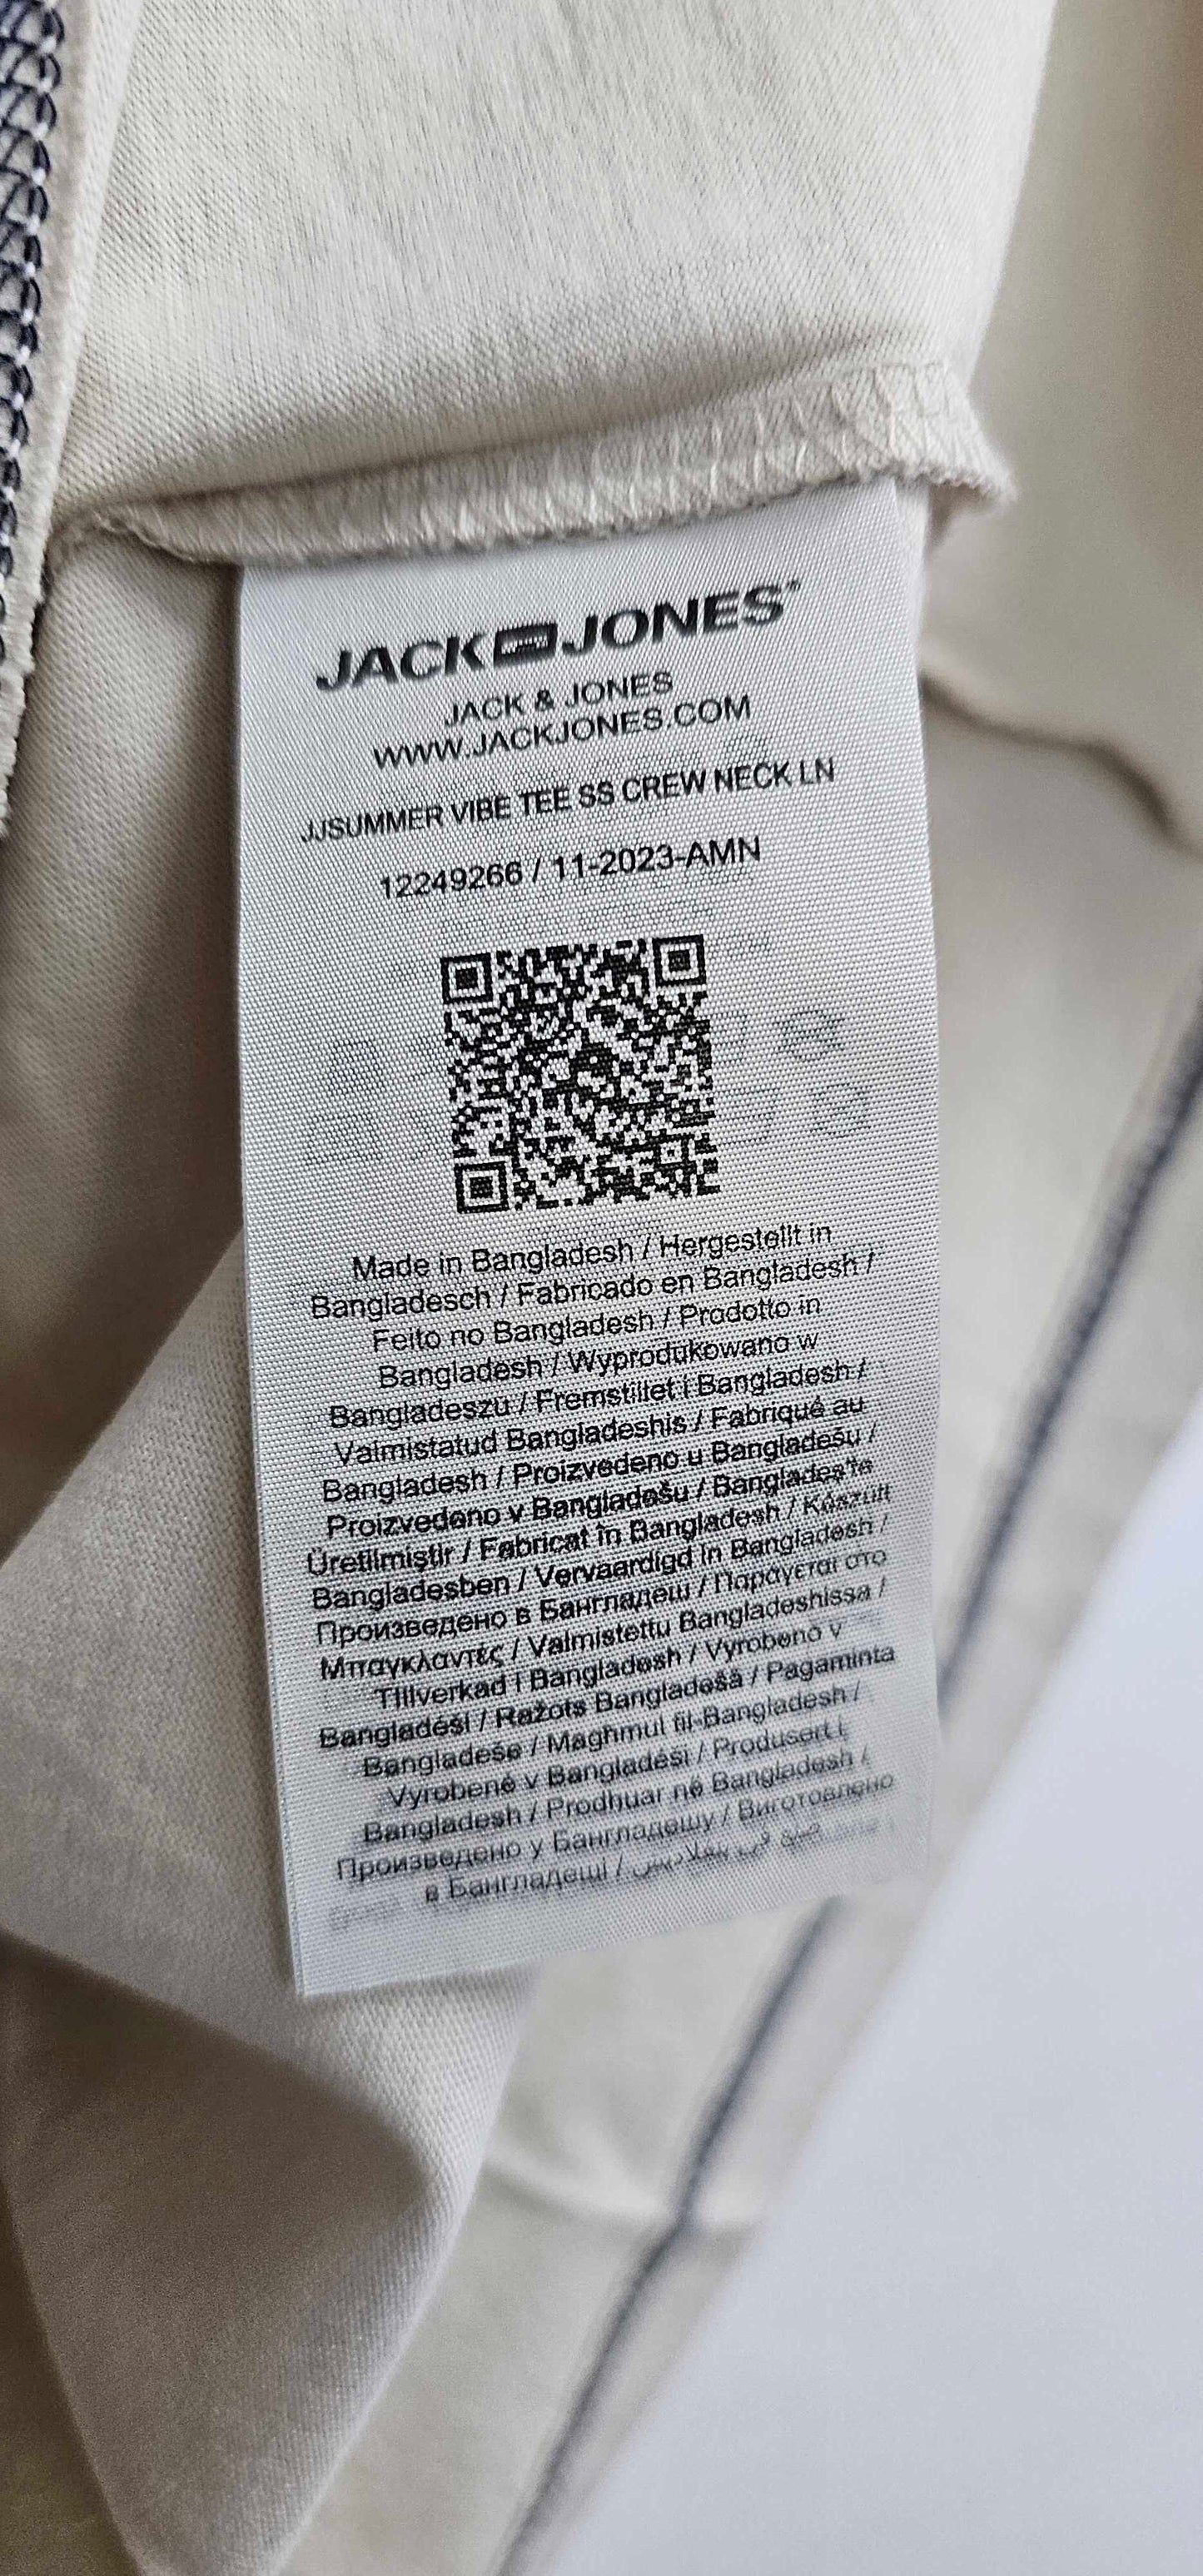 JACK JONES®
JACK & JONES
WWW.JACKJONES.COM
JJSUMMER VIBE TEE SS CREW NECK LN
12249266 / 11-2023-AMN
Made in Bangladesh / Hergestellt in
Bangladesch / Fabricado en Bangladesh /
Feito no Bangladesh / Prodotto in
Bangladesh / Wyprodukowano w
Bangladeszu / Fremstillet i Bangladesh /
Valmistatud Bangladeshis / Fabriqué au
Bangladesh / Proizvedeno u Bangladešu /
Proizvedeno v Bangladešu / Bangladeş'te
Üretilmiştir / Fabricat în Bangladesh / Készült
Bangladesben / Vervaardigd in Bangladesh /
Произведено в Бангладеш / Παράγεται στο
Μπαγκλαντές / Valmistettu Bangladeshissa /
Tillverkad i Bangladesh / Vyrobeno v
Bangladéši / Ražots Bangladešā / Pagaminta
Bangladeše / Maghmul fil-Bangladesh /
Vyrobené v Bangladéši / Produsert i
Bangladesh / Prodhuar në Bangladesh /
Произведено у Бангладешу / Виготовлено
в Бангладеші / صنع في بنغلاديش